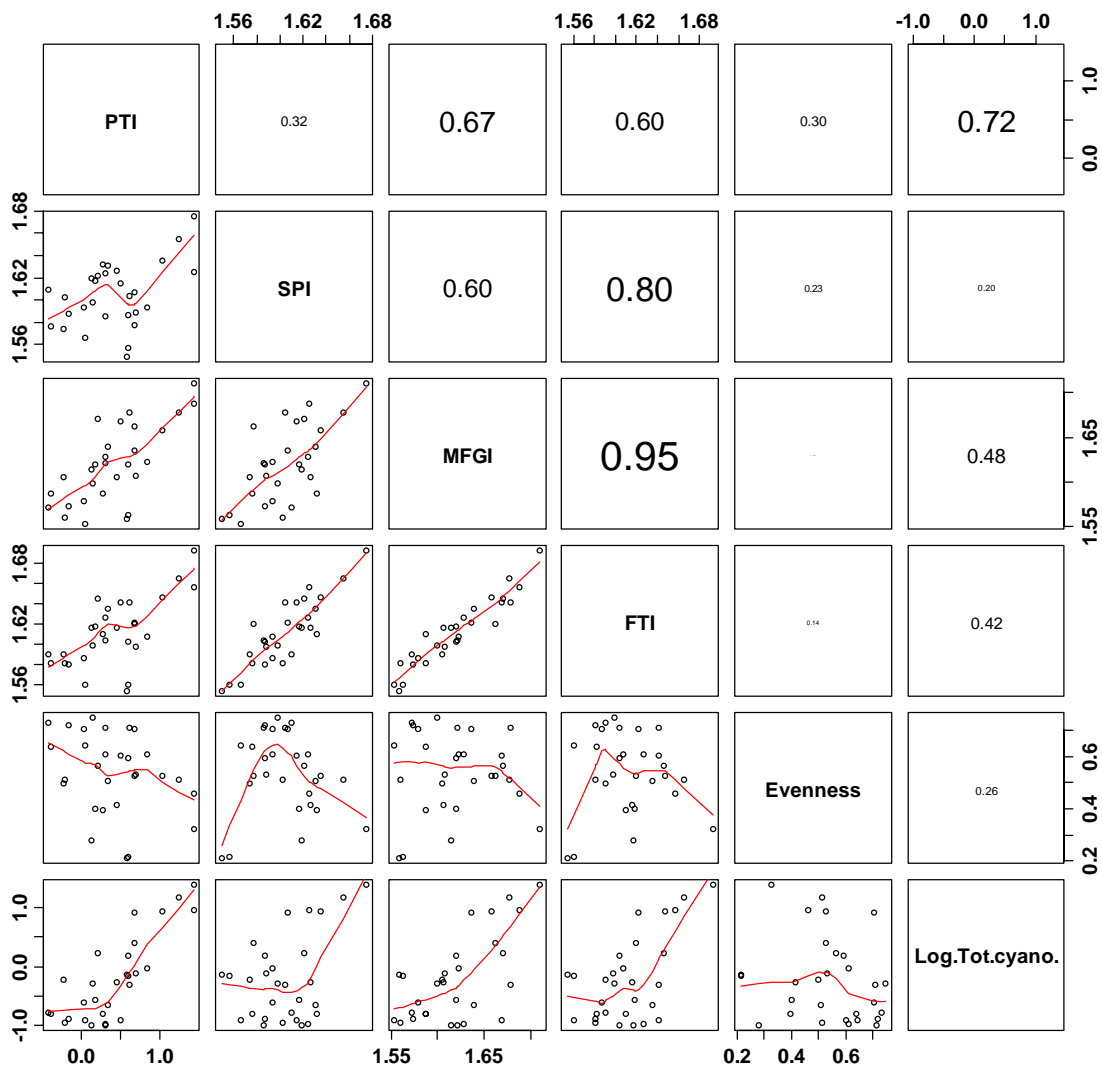 1.56 1.62 1.68 1.56 1.62 1.68 -1.0 0.0 1.0
PTI 0.32 0.67 0.60 0.30 0.72 0.0 1.0
1.56 1.62 1.68 SPI 0.60 0.80 0.23 0.20
MFGI 0.95 0.48 1.55 1.65
1.56 1.62 1.68 FTI 0.14 0.42
Evenness 0.26 0.2 0.4 0.6
-1.0 0.0 1.0 Log.Tot.cyano.
0.0 1.0 1.55 1.65 0.2 0.4 0.6